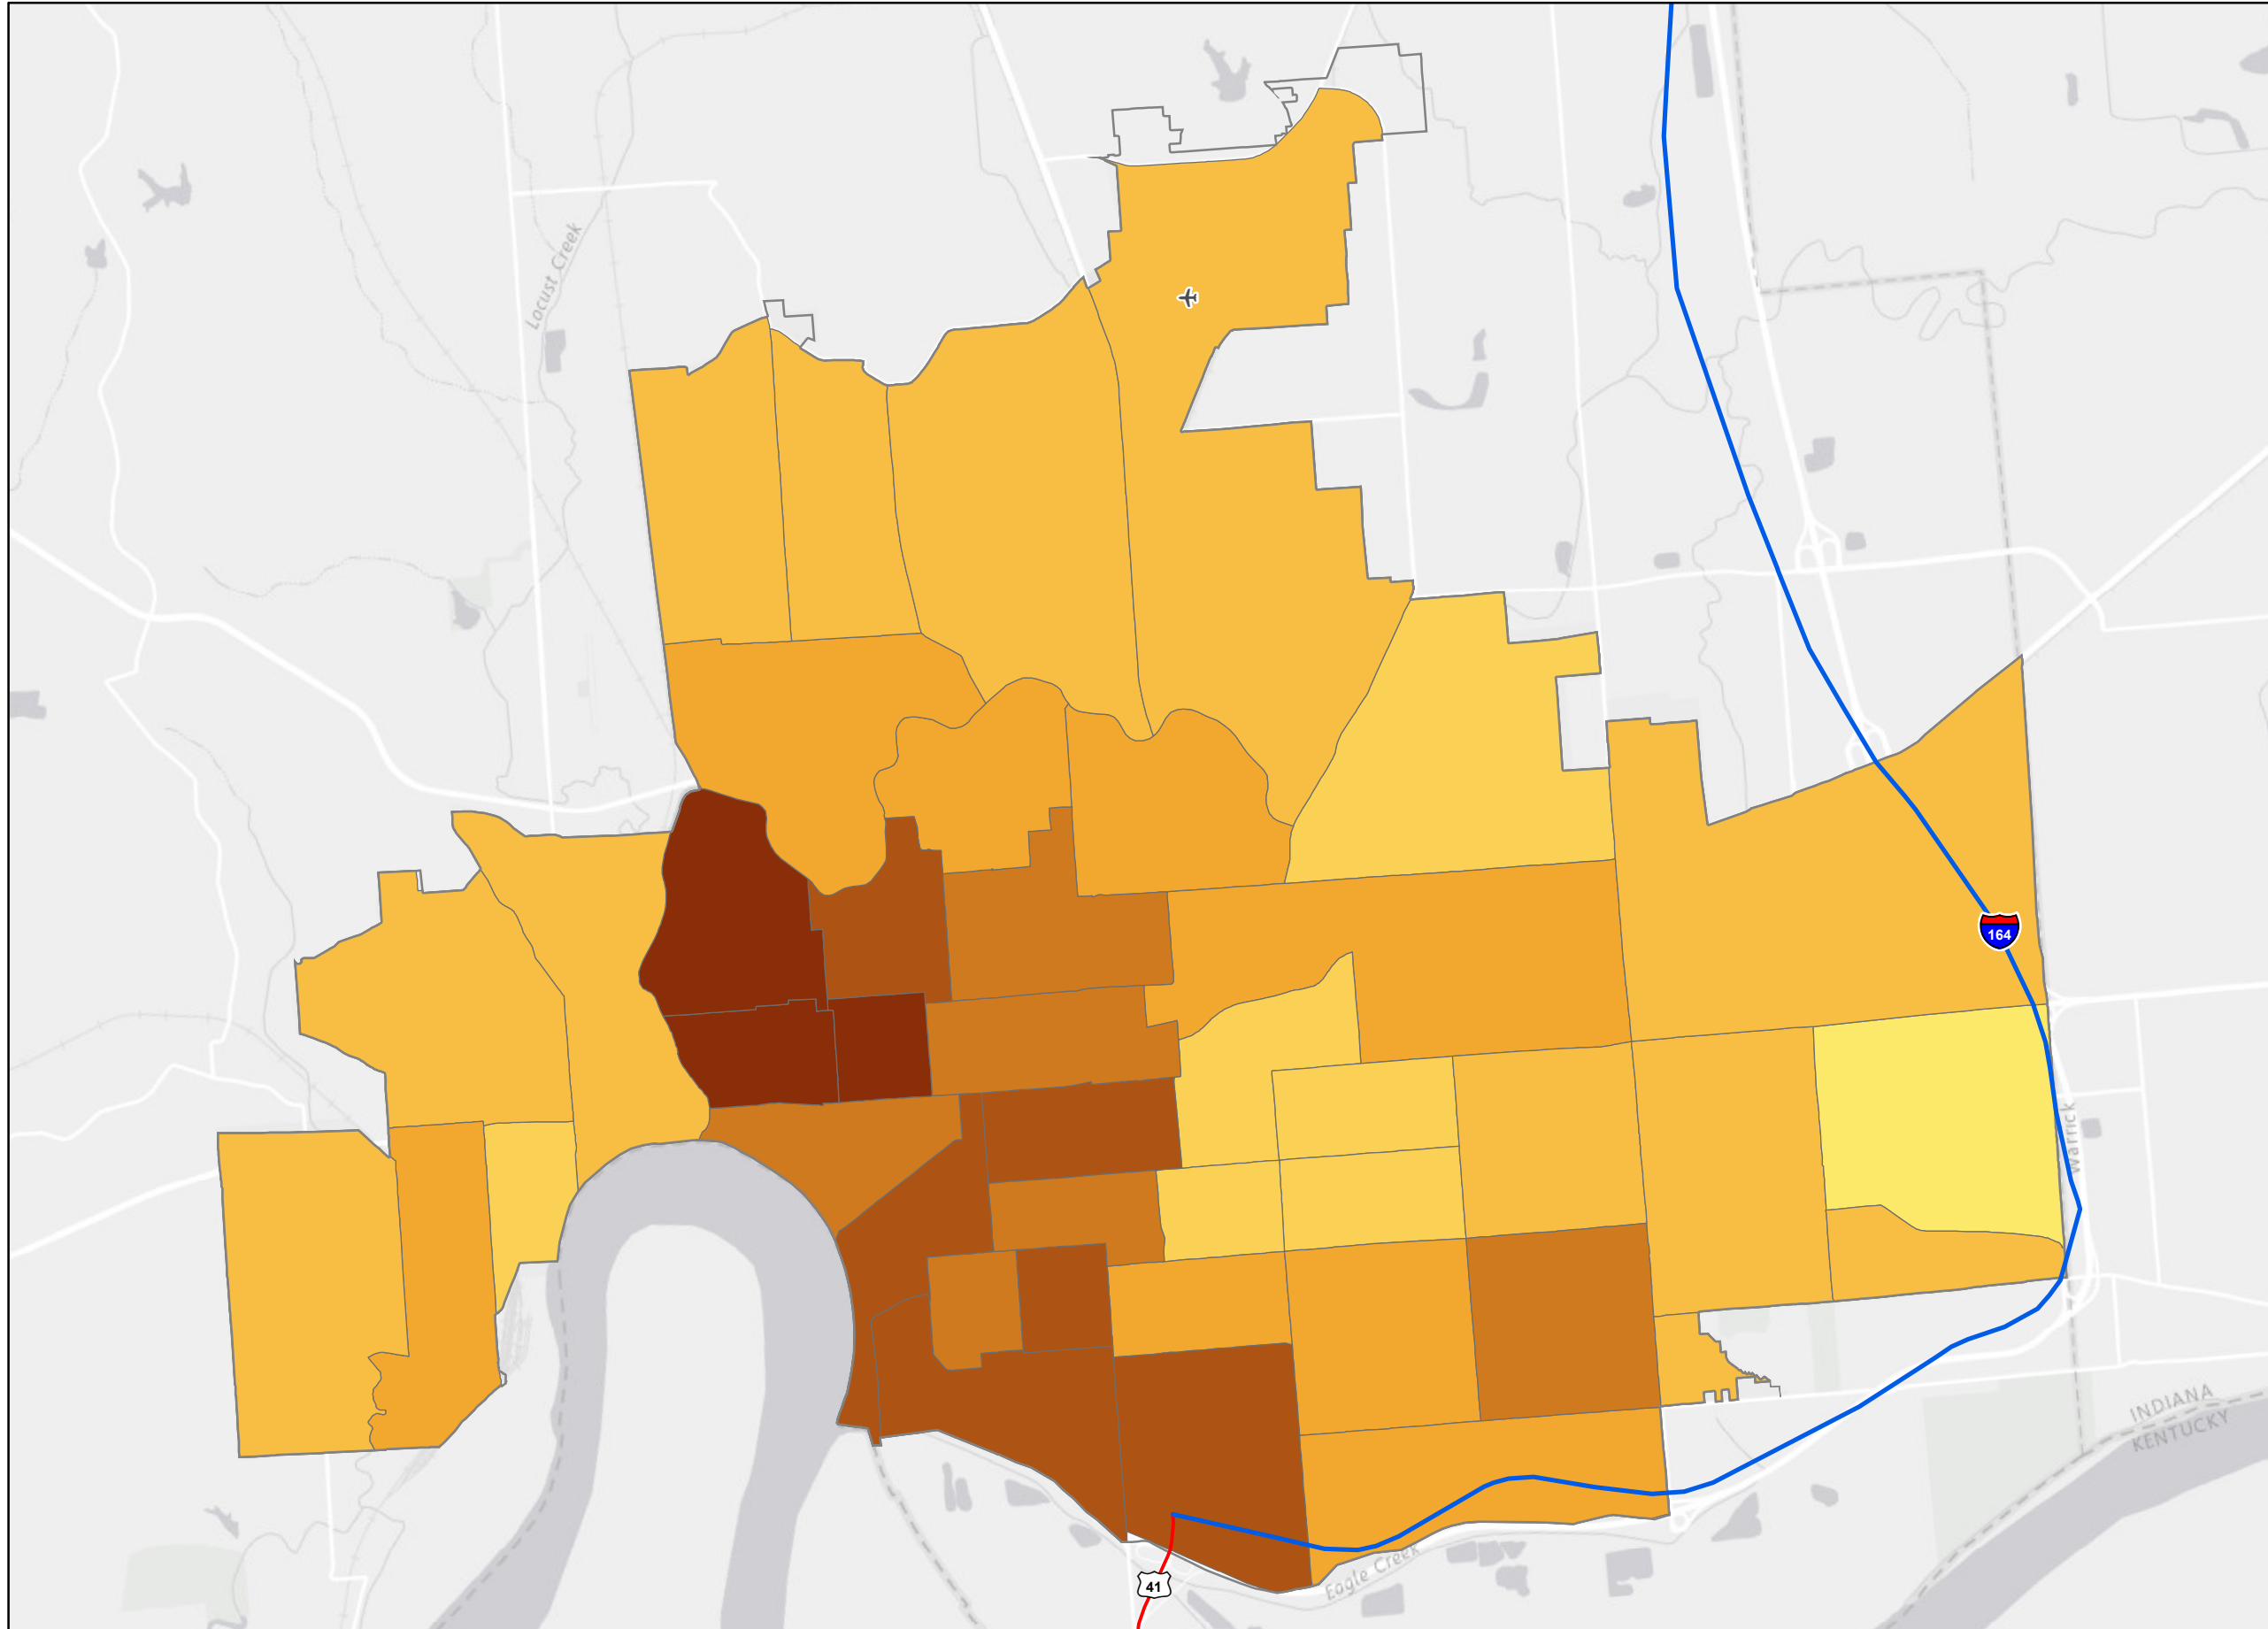 Locust Creek
164
Warrick
INDIANA
KENTUCKY
Eagle Creek
41